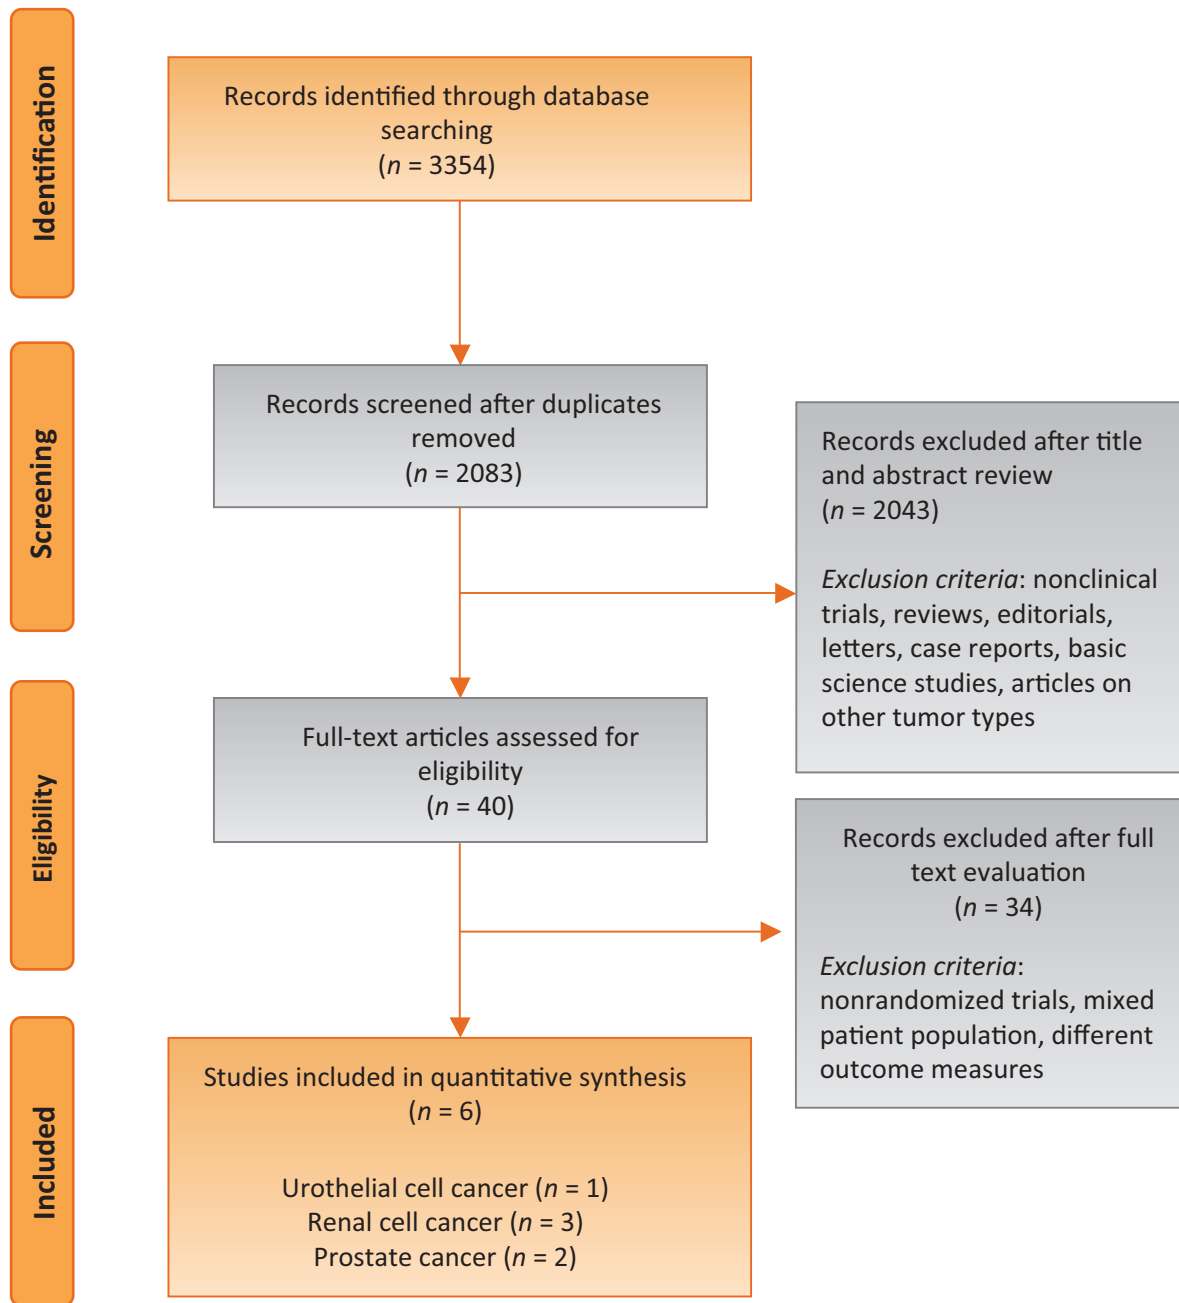 Identification
Records identified through database
searching
(n = 3354)
Screening
Records screened after duplicates
removed
(n = 2083)
Records excluded after title
and abstract review
(n = 2043)
Exclusion criteria: nonclinical
trials, reviews, editorials,
letters, case reports, basic
science studies, articles on
other tumor types
Eligibility
Full-text articles assessed for
eligibility
(n = 40)
Records excluded after full
text evaluation
(n = 34)
Exclusion criteria:
nonrandomized trials, mixed
patient population, different
outcome measures
Included
Studies included in quantitative synthesis
(n = 6)
Urothelial cell cancer (n = 1)
Renal cell cancer (n = 3)
Prostate cancer (n = 2)